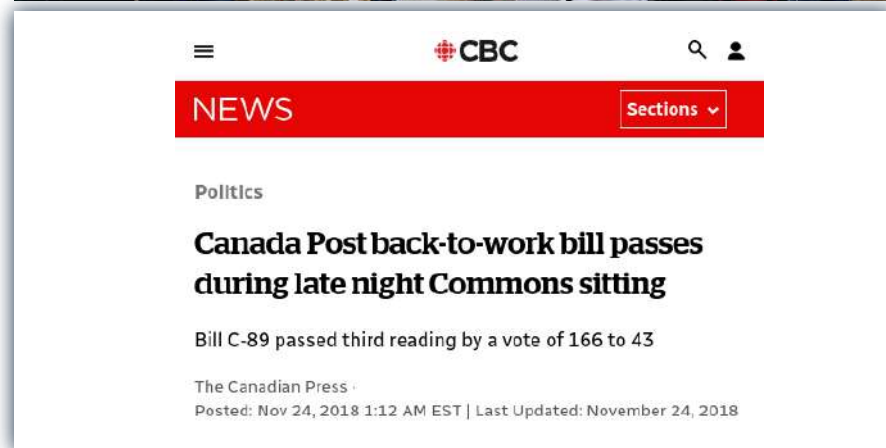 CBC
NEWS
Sections
Politics
Canada Post back-to-work bill passes
during late night Commons sitting
Bill C-89 passed third reading by a vote of 166 to 43
The Canadian Press ·
Posted: Nov 24, 2018 1:12 AM EST | Last Updated: November 24, 2018